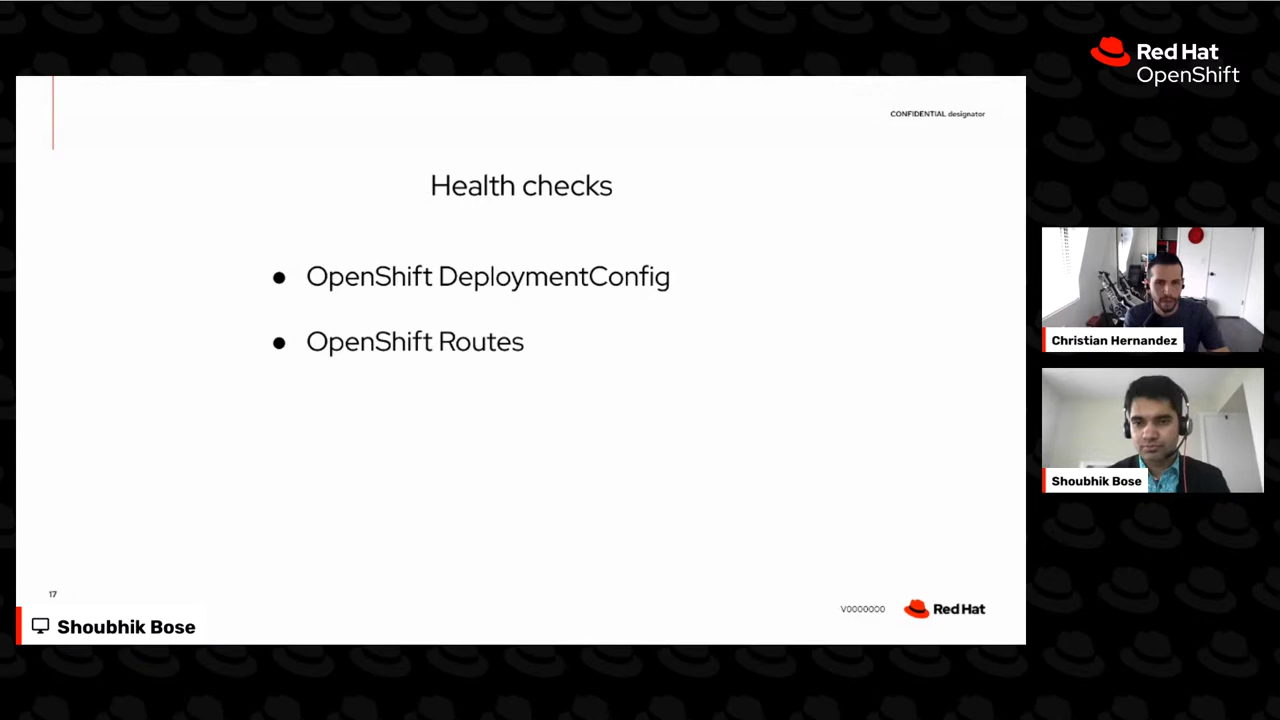 Red Hat
OpenShift
CONFIDENTIAL designator
Health checks
● OpenShift DeploymentConfig
● OpenShift Routes
17
V0000000
Red Hat
Shoubhik Bose
Christian Hernandez
Shoubhik Bose